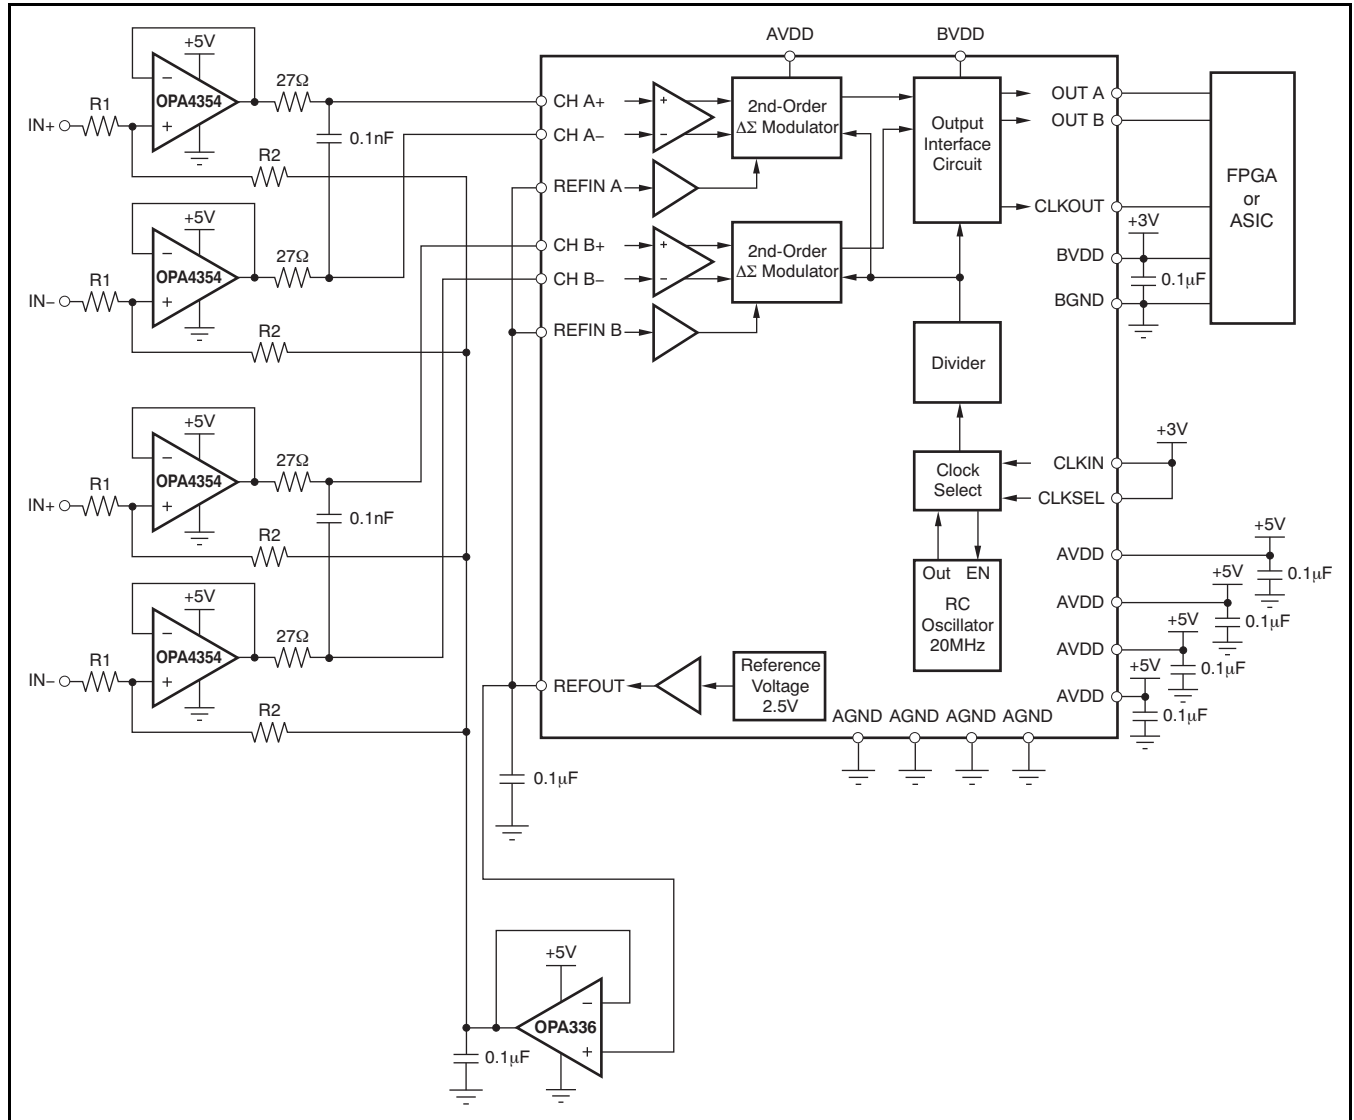 AVDD
BVDD
+5V
OPA4354
−
+
27Ω
R1
IN+
0.1nF
R2
+5V
OPA4354
−
+
27Ω
R1
IN−
R2
+5V
OPA4354
−
+
27Ω
R1
IN+
0.1nF
R2
+5V
OPA4354
−
+
27Ω
R1
IN−
R2
CH A+
CH A−
REFIN A
CH B+
CH B−
REFIN B
+
−
+
−
2nd-Order
ΔΣ Modulator
2nd-Order
ΔΣ Modulator
Output
Interface
Circuit
Divider
Clock
Select
Out EN
RC
Oscillator
20MHz
REFOUT
Reference
Voltage
2.5V
OUT A
OUT B
CLKOUT
+3V
BVDD
0.1µF
BGND
FPGA
or
ASIC
+3V
CLKIN
CLKSEL
+5V
AVDD
0.1µF
+5V
AVDD
0.1µF
+5V
AVDD
0.1µF
+5V
AVDD
0.1µF
AGND AGND AGND AGND
0.1µF
+5V
−
OPA336
+
0.1µF